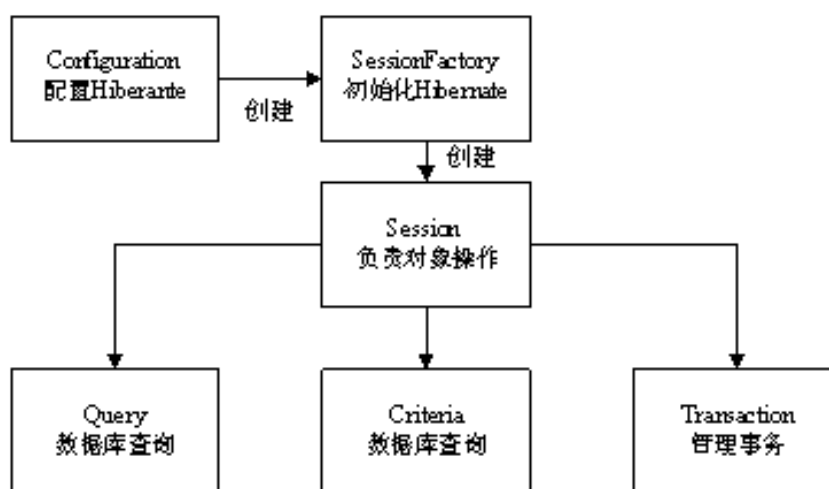 Configuration
配置Hiberante
创建
SessionFactory
初始化Hibernate
创建
Session
负责对象操作
Query
数据库查询
Criteria
数据库查询
Transaction
管理事务